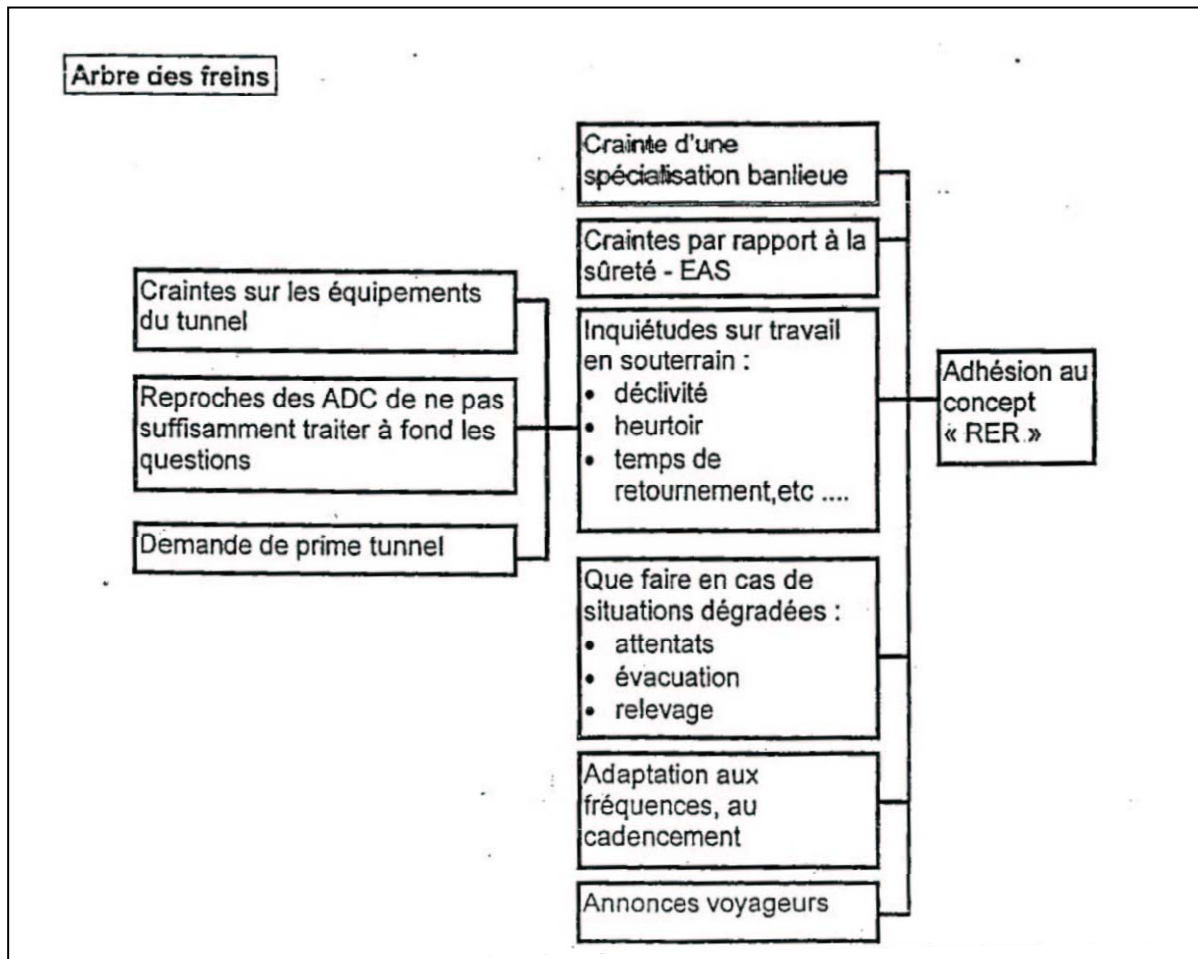 Arbre des freins
Crainte d'une
spécialisation banlieue
Craintes par rapport à la
sûreté - EAS
Craintes sur les équipements
du tunnel
Reproches des ADC de ne pas
suffisamment traiter à fond les
questions
Demande de prime tunnel
Inquiétudes sur travail
en souterrain :
• déclivité
• heurtoir
• temps de
retournement,etc ....
Que faire en cas de
situations dégradées :
• attentats
• évacuation
• relevage
Adaptation aux
fréquences, au
cadencement
Annonces voyageurs
Adhésion au
concept
« RER »